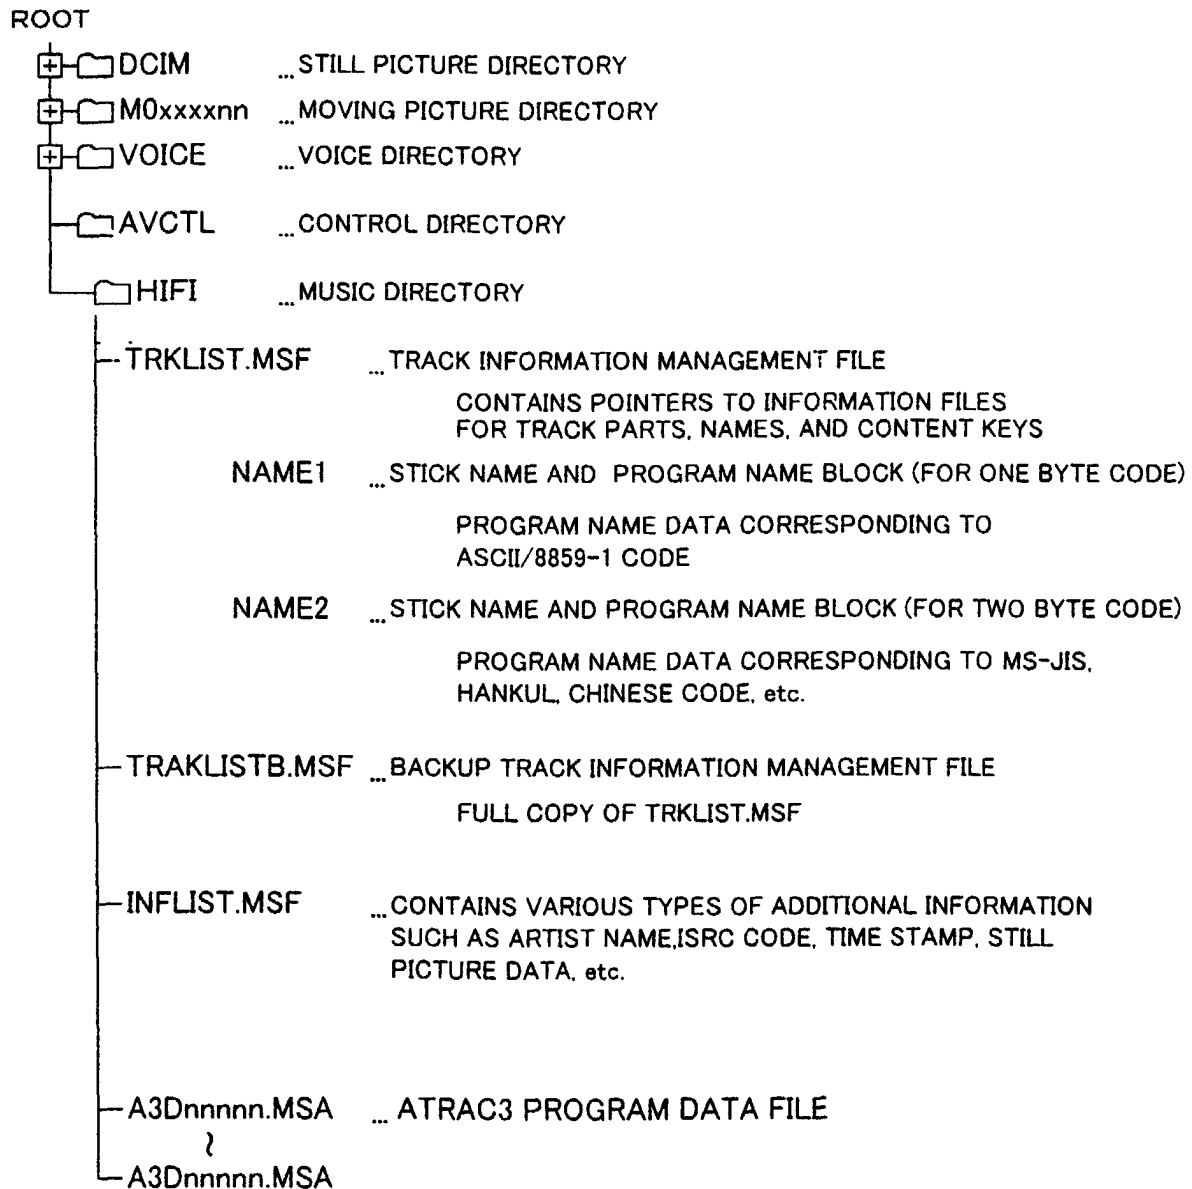 ROOT
DCIM ... STILL PICTURE DIRECTORY
M0xxxxnn ... MOVING PICTURE DIRECTORY
VOICE ... VOICE DIRECTORY
AVCTL ... CONTROL DIRECTORY
HIFI ... MUSIC DIRECTORY
TRKLIST.MSF ... TRACK INFORMATION MANAGEMENT FILE
CONTAINS POINTERS TO INFORMATION FILES
FOR TRACK PARTS, NAMES, AND CONTENT KEYS
NAME1 ... STICK NAME AND PROGRAM NAME BLOCK (FOR ONE BYTE CODE)
PROGRAM NAME DATA CORRESPONDING TO
ASCII/8859-1 CODE
NAME2 ... STICK NAME AND PROGRAM NAME BLOCK (FOR TWO BYTE CODE)
PROGRAM NAME DATA CORRESPONDING TO MS-JIS,
HANKUL, CHINESE CODE, etc.
TRAKLISTB.MSF ... BACKUP TRACK INFORMATION MANAGEMENT FILE
FULL COPY OF TRKLIST.MSF
INFLIST.MSF ... CONTAINS VARIOUS TYPES OF ADDITIONAL INFORMATION
SUCH AS ARTIST NAME,ISRC CODE, TIME STAMP, STILL
PICTURE DATA, etc.
A3Dnnnnn.MSA ... ATRAC3 PROGRAM DATA FILE
~
A3Dnnnnn.MSA